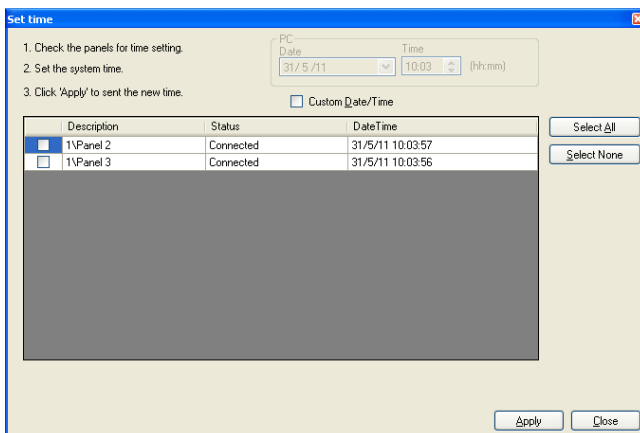 Set time
1. Check the panels for time setting.
2. Set the system time.
3. Click 'Apply' to sent the new time.
PC
Date Time
31/ 5 /11 10:03 (hh:mm)
Custom Date/Time
Description Status DateTime
1\Panel 2 Connected 31/5/11 10:03:57
1\Panel 3 Connected 31/5/11 10:03:56
Select All
Select None
Apply Close